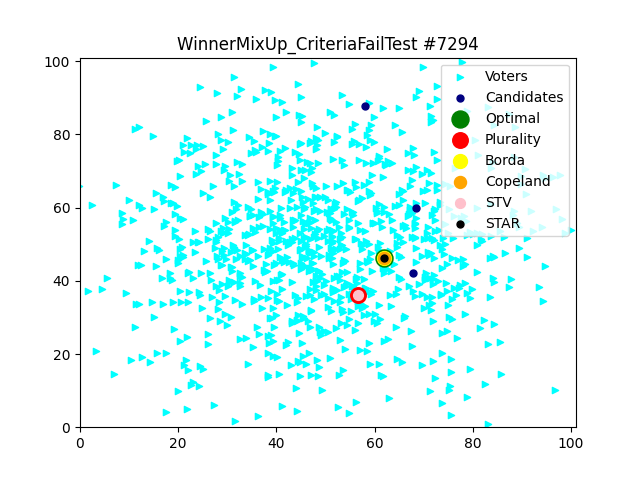 WinnerMixUp_CriteriaFailTest #7294
100
80
60
40
20
0
0
20
40
60
80
100
Voters
Candidates
Optimal
Plurality
Borda
Copeland
STV
STAR